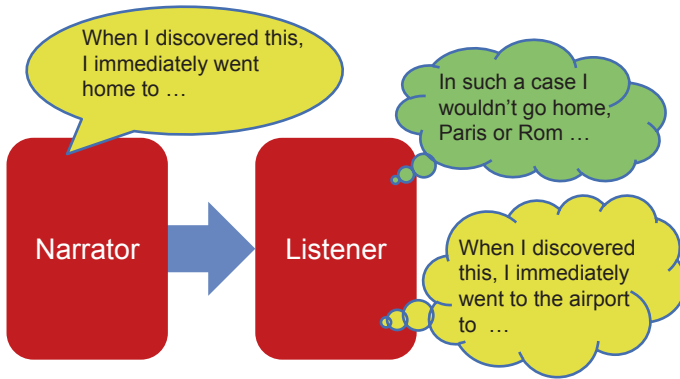 When I discovered this,
I immediately went
home to …
In such a case I
wouldn’t go home,
Paris or Rom …
Narrator
Listener
When I discovered
this, I immediately
went to the airport
to …